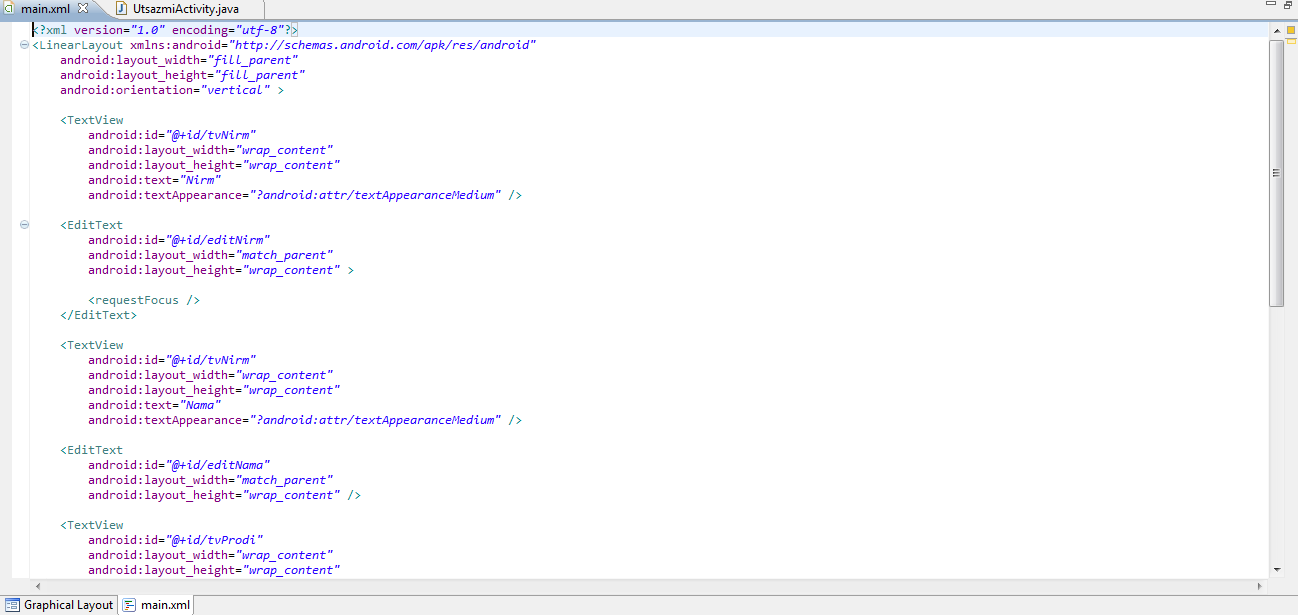 main.xml
UtsazmiActivity.java
<?xml version="1.0" encoding="utf-8"?>
<LinearLayout xmlns:android="http://schemas.android.com/apk/res/android"
    android:layout_width="fill_parent"
    android:layout_height="fill_parent"
    android:orientation="vertical" >
    <TextView
        android:id="@+id/tvNirm"
        android:layout_width="wrap_content"
        android:layout_height="wrap_content"
        android:text="Nirm"
        android:textAppearance="?android:attr/textAppearanceMedium" />
    <EditText
        android:id="@+id/editNirm"
        android:layout_width="match_parent"
        android:layout_height="wrap_content" >
        <requestFocus />
    </EditText>
    <TextView
        android:id="@+id/tvNirm"
        android:layout_width="wrap_content"
        android:layout_height="wrap_content"
        android:text="Nama"
        android:textAppearance="?android:attr/textAppearanceMedium" />
    <EditText
        android:id="@+id/editNama"
        android:layout_width="match_parent"
        android:layout_height="wrap_content" />
    <TextView
        android:id="@+id/tvProdi"
        android:layout_width="wrap_content"
        android:layout_height="wrap_content"
Graphical Layout
main.xml